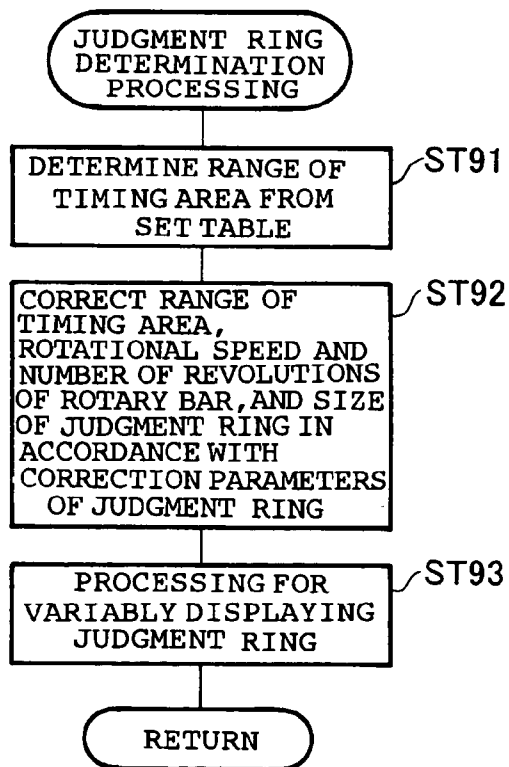 JUDGMENT RING
DETERMINATION
PROCESSING
ST91
DETERMINE RANGE OF
TIMING AREA FROM
SET TABLE
ST92
CORRECT RANGE OF
TIMING AREA,
ROTATIONAL SPEED AND
NUMBER OF REVOLUTIONS
OF ROTARY BAR, AND SIZE
OF JUDGMENT RING IN
ACCORDANCE WITH
CORRECTION PARAMETERS
OF JUDGMENT RING
ST93
PROCESSING FOR
VARIABLY DISPLAYING
JUDGMENT RING
RETURN